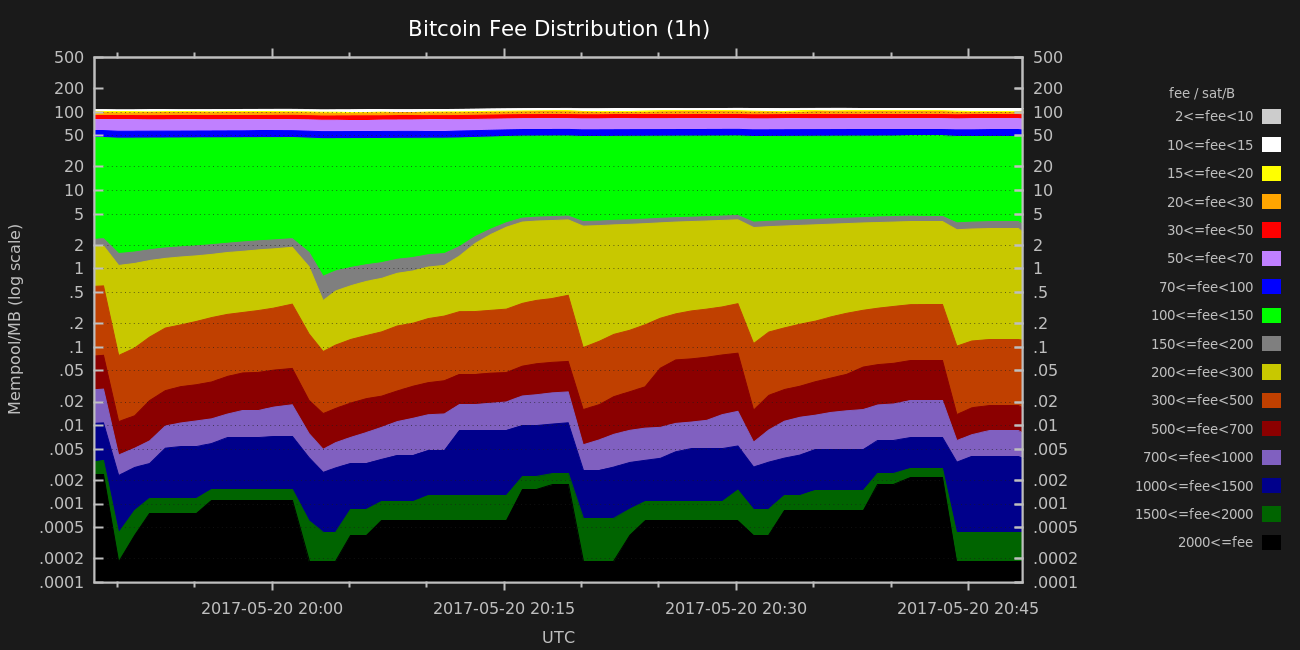 Bitcoin Fee Distribution (1h)
500
200
100
50
20
10
5
2
1
.5
.2
.1
.05
.02
.01
.005
.002
.001
.0005
.0002
.0001
Mempool/MB (log scale)
500
200
100
50
20
10
5
2
1
.5
.2
.1
.05
.02
.01
.005
.002
.001
.0005
.0002
.0001
2017-05-20 20:00 2017-05-20 20:15 2017-05-20 20:30 2017-05-20 20:45
UTC
fee / sat/B
2<=fee<10
10<=fee<15
15<=fee<20
20<=fee<30
30<=fee<50
50<=fee<70
70<=fee<100
100<=fee<150
150<=fee<200
200<=fee<300
300<=fee<500
500<=fee<700
700<=fee<1000
1000<=fee<1500
1500<=fee<2000
2000<=fee